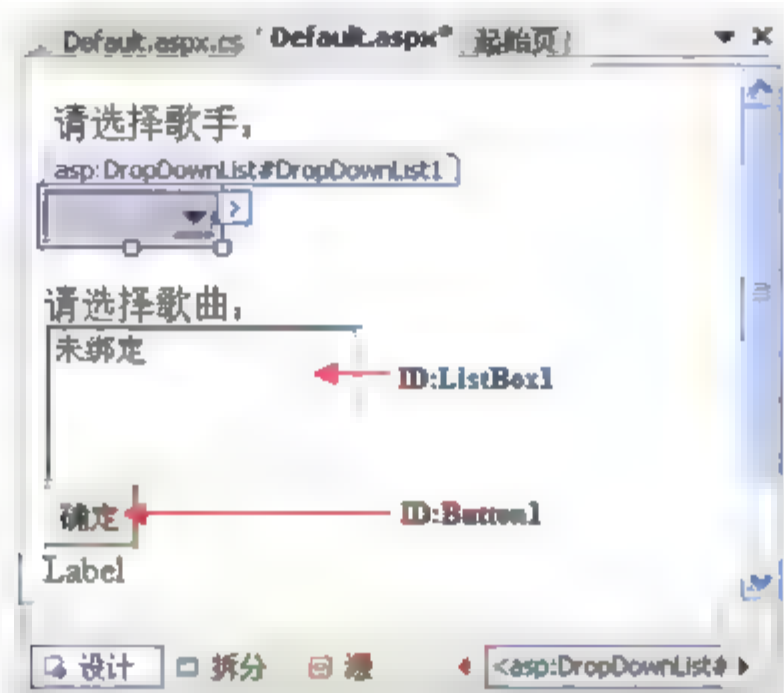 Default.aspx.cs Default.aspx* 起始页
请选择歌手,
asp:DropDownList#DropDownList1
请选择歌曲,
未绑定
ID:ListBox1
确定
ID:Button1
Label
设计 拆分 源 <asp:DropDownList#